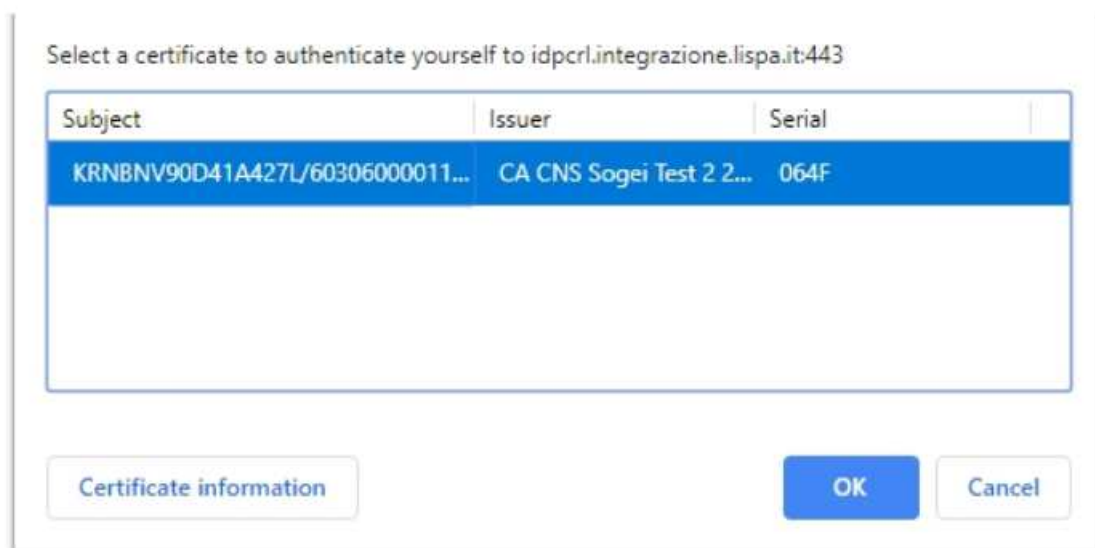 Select a certificate to authenticate yourself to idpcrl.integrazione.lispa.it:443
Subject Issuer Serial
KRNBNV90D41A427L/60306000011... CA CNS Sogei Test 2 2... 064F
Certificate information OK Cancel